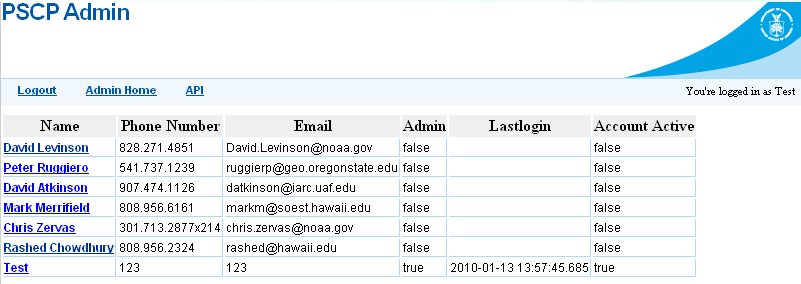 PSCP Admin
Logout Admin Home API You're logged in as Test
Name Phone Number Email Admin Lastlogin Account Active
David Levinson 828.271.4851 David.Levinson@noaa.gov false false
Peter Ruggiero 541.737.1239 ruggierp@geo.oregonstate.edu false false
David Atkinson 907.474.1126 datkinson@iarc.uaf.edu false false
Mark Merrifield 808.956.6161 markm@soest.hawaii.edu false false
Chris Zervas 301.713.2877x214 chris.zervas@noaa.gov false false
Rashed Chowdhury 808.956.2324 rashed@hawaii.edu false false
Test 123 123 true 2010-01-13 13:57:45.685 true